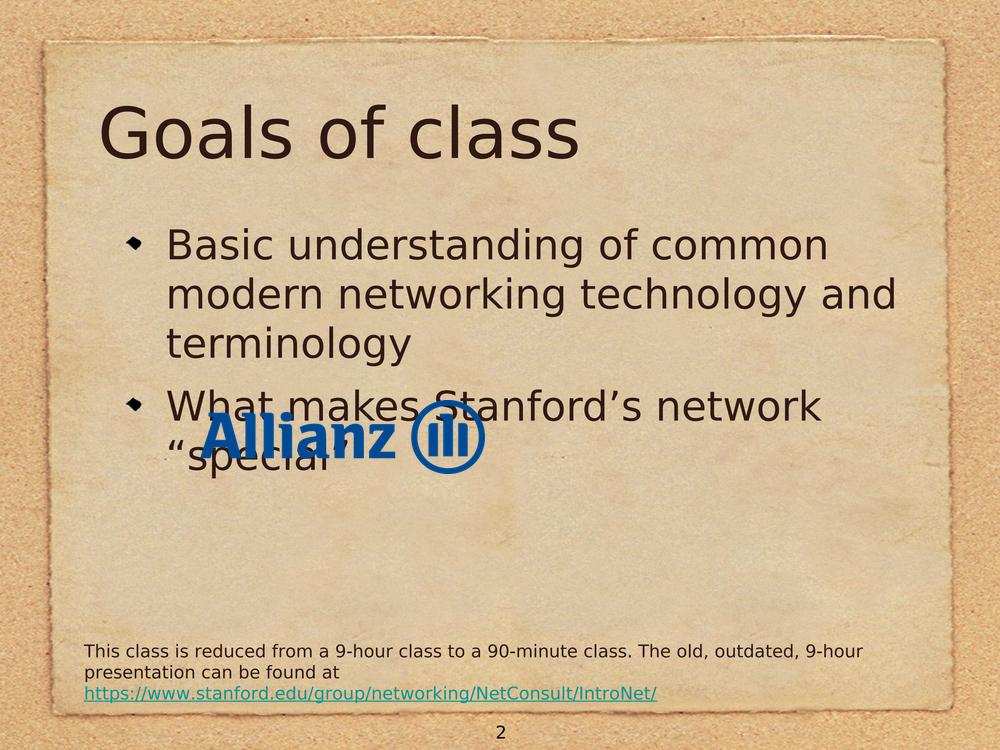 Goals of class
Basic understanding of common
modern networking technology and
terminology
What makes Stanford’s network
“special”
Allianz
This class is reduced from a 9-hour class to a 90-minute class. The old, outdated, 9-hour
presentation can be found at
https://www.stanford.edu/group/networking/NetConsult/IntroNet/
2